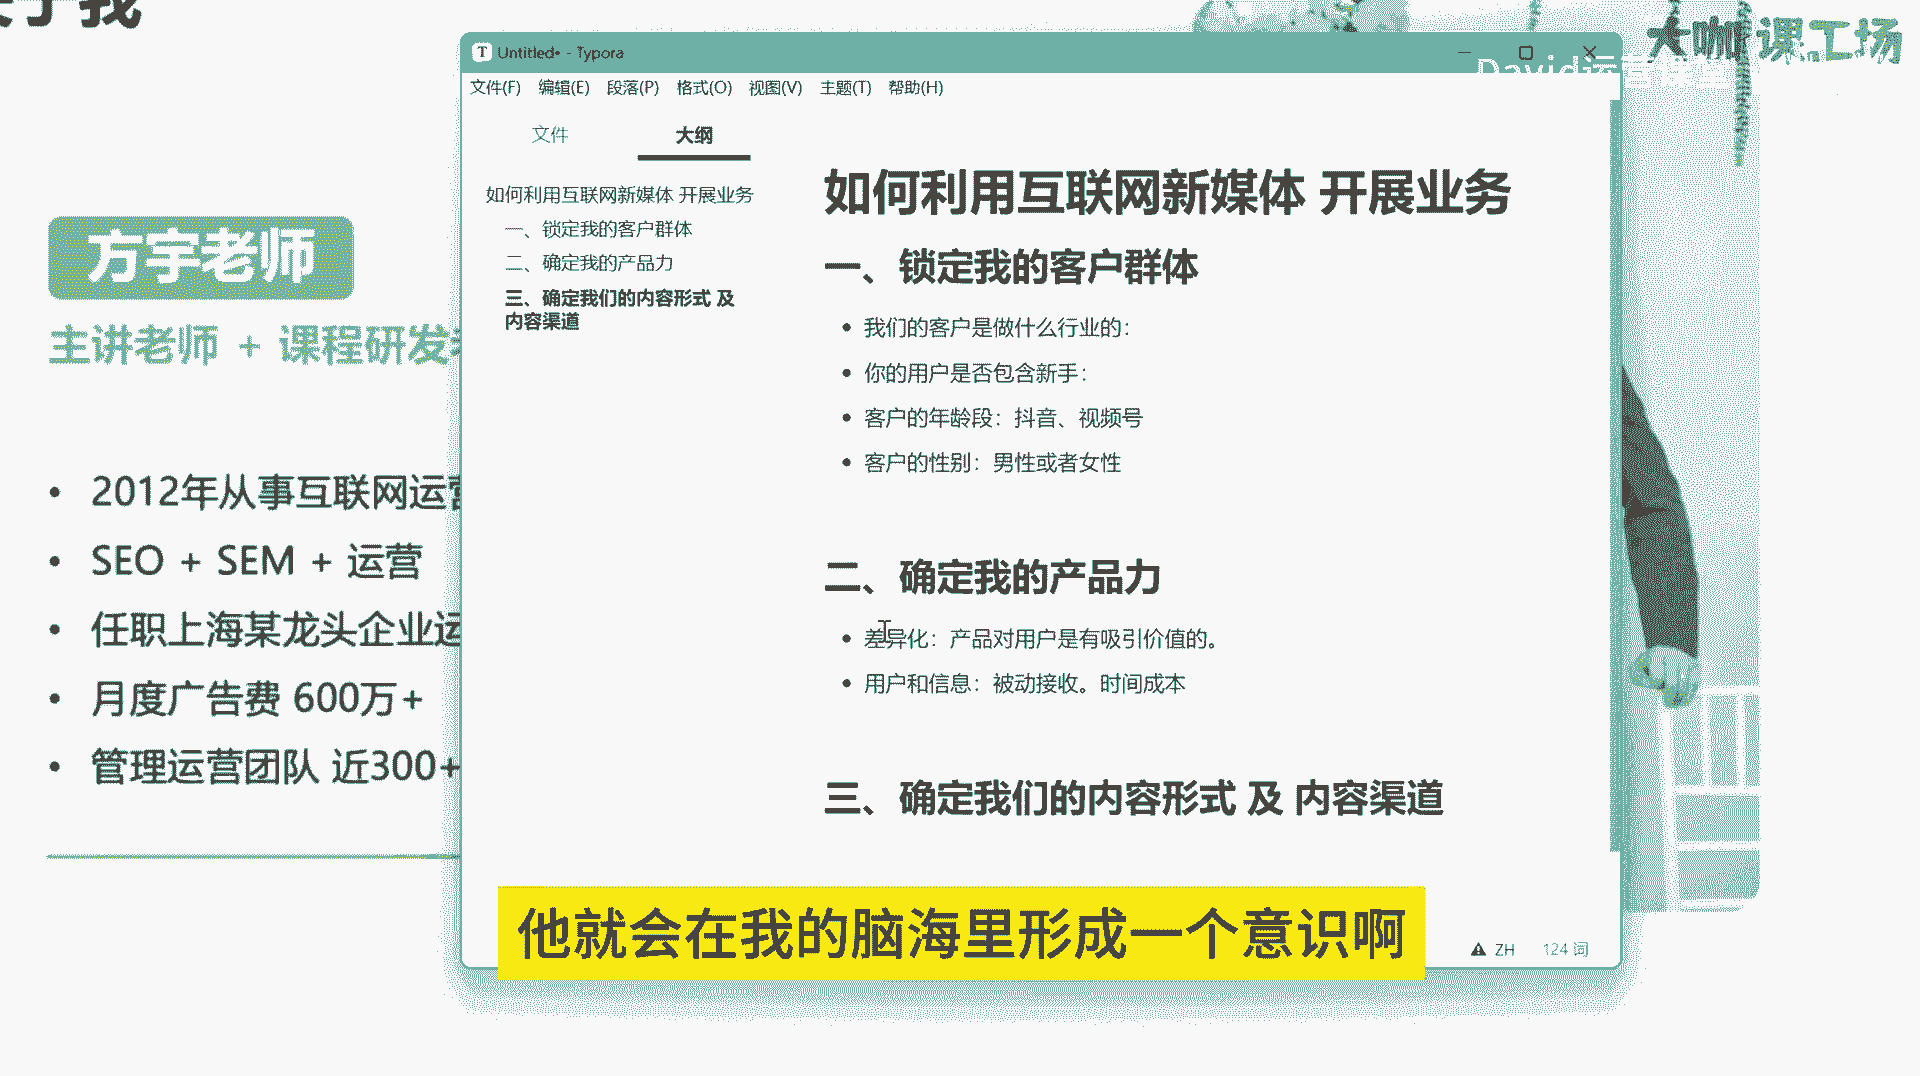 于我
大咖课工场
David运营
Untitled• - Typora
文件(F) 编辑(E) 段落(P) 格式(O) 视图(V) 主题(T) 帮助(H)
文件 大纲
如何利用互联网新媒体 开展业务
一、锁定我的客户群体
二、确定我的产品力
三、确定我们的内容形式 及
内容渠道
如何利用互联网新媒体 开展业务
一、锁定我的客户群体
• 我们的客户是做什么行业的：
• 你的用户是否包含新手：
• 客户的年龄段：抖音、视频号
• 客户的性别：男性或者女性
二、确定我的产品力
• 差异化：产品对用户是有吸引价值的。
• 用户和信息：被动接收。时间成本
三、确定我们的内容形式 及 内容渠道
ZH 124 词
方宇老师
主讲老师 + 课程研发
• 2012年从事互联网运营
• SEO + SEM + 运营
• 任职上海某龙头企业运
• 月度广告费 600万+
• 管理运营团队 近300+
他就会在我的脑海里形成一个意识啊